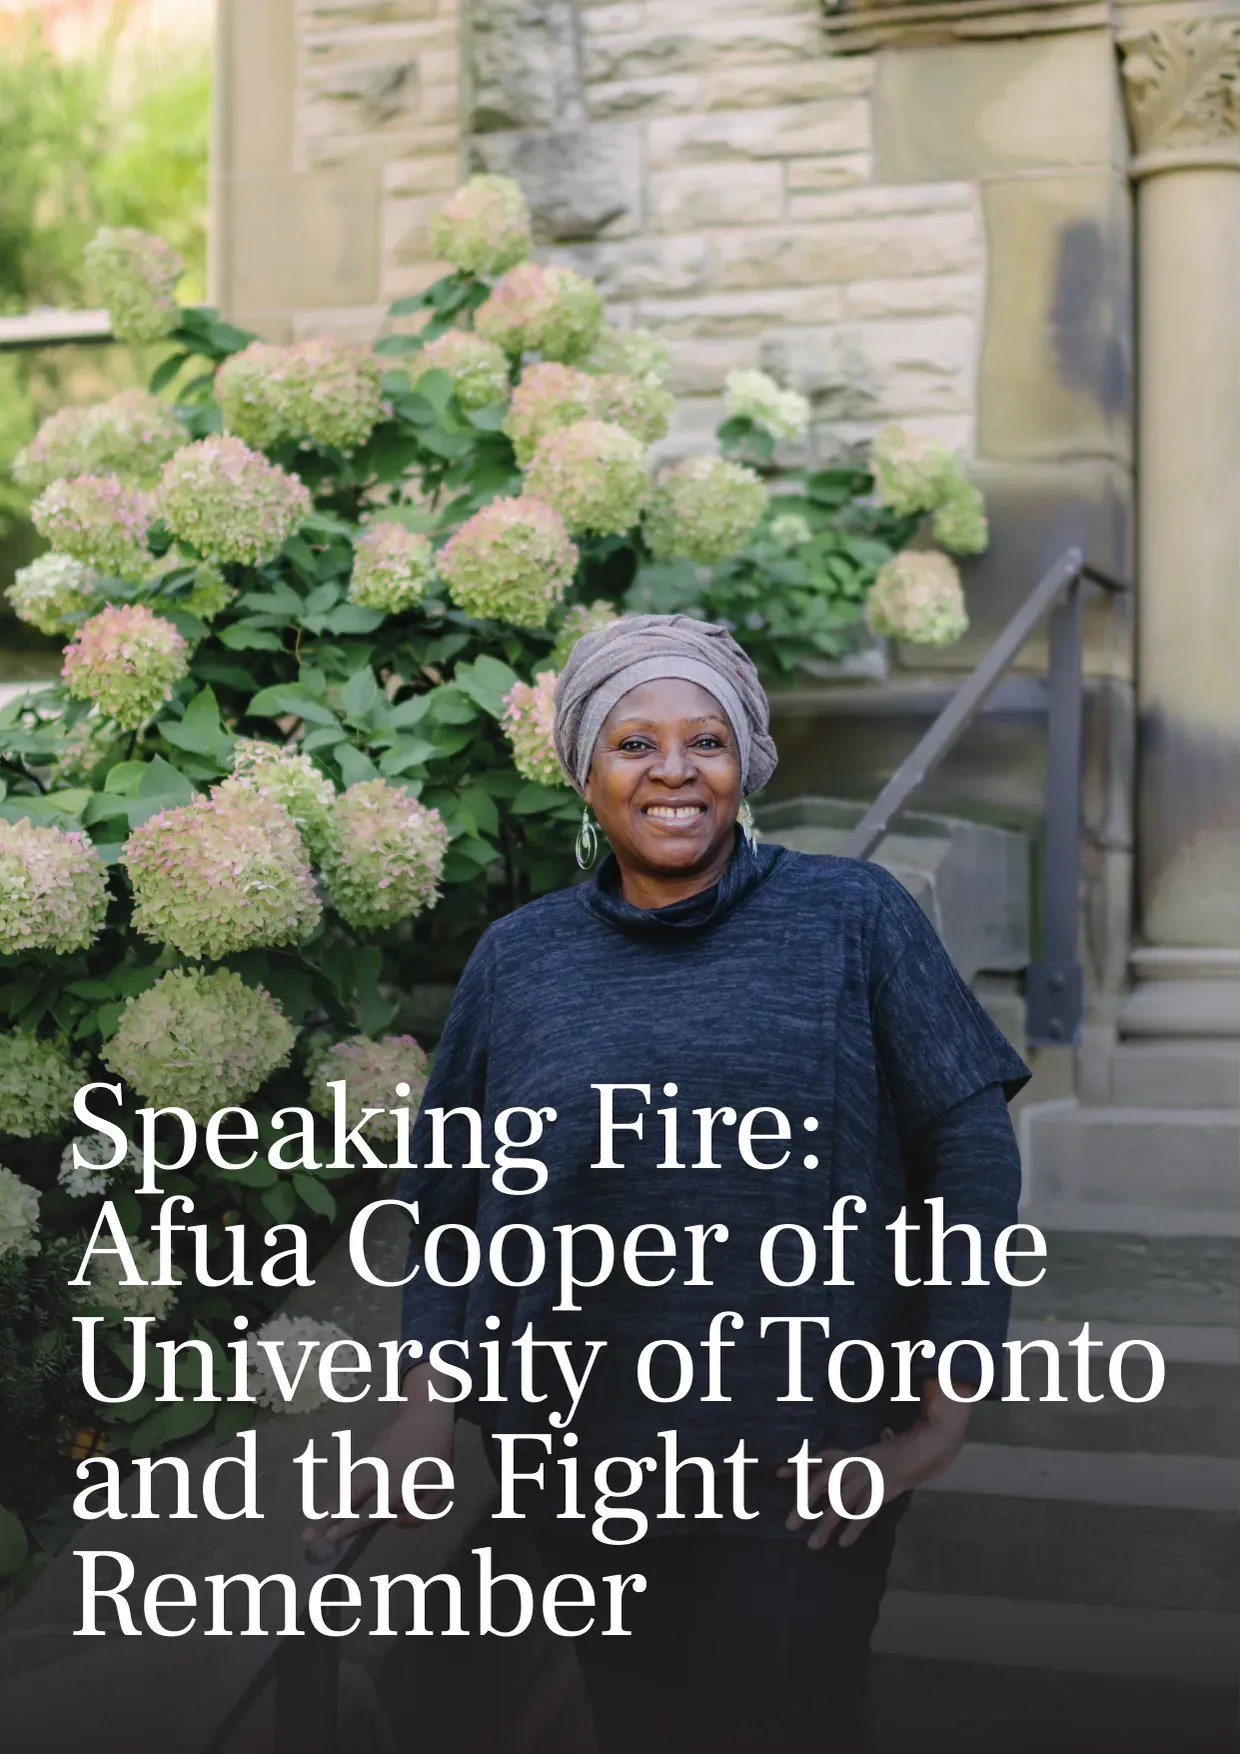 Speaking Fire:
Afua Cooper of the
University of Toronto
and the Fight to
Remember